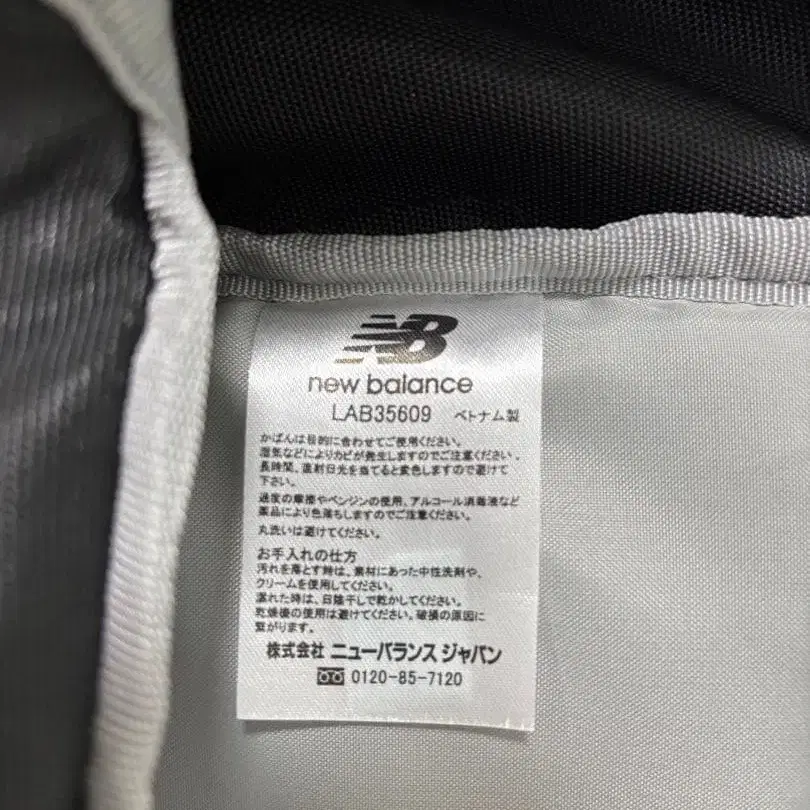 NB
new balance
LAB35609 ベトナム製
かばんは目的に合わせてご使用ください。
湿気などによりカビが発生しますのでご注意ください。
長時間、直射日光を当てると変色しますので避けて
下さい。
過度の摩擦やベンジンの使用、アルコール消毒液など
薬品により色落ちしますのでご注意ください。
丸洗いは避けてください。
お手入れの仕方
汚れを落とす時は、素材にあった中性洗剤や、
クリームを使用してください。
濡れた時は、日陰干しで乾かしてください。
乾燥後の使用は避けてください。破損の原因に
繋がります。
株式会社 ニューバランス ジャパン
0120-85-7120